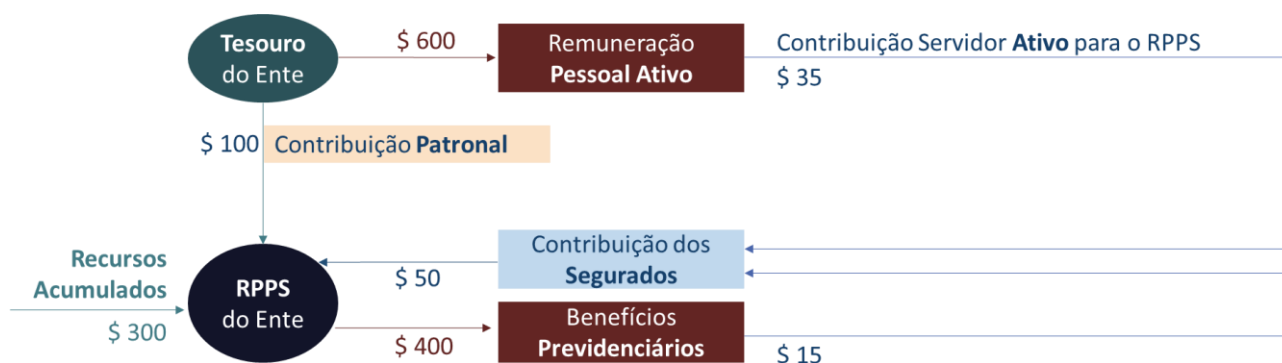 Tesouro
do Ente
$ 600
Remuneração
Pessoal Ativo
Contribuição Servidor Ativo para o RPPS
$ 35
$ 100
Contribuição Patronal
Recursos
Acumulados
$ 300
RPPS
do Ente
$ 50
Contribuição dos
Segurados
$ 400
Benefícios
Previdenciários
$ 15